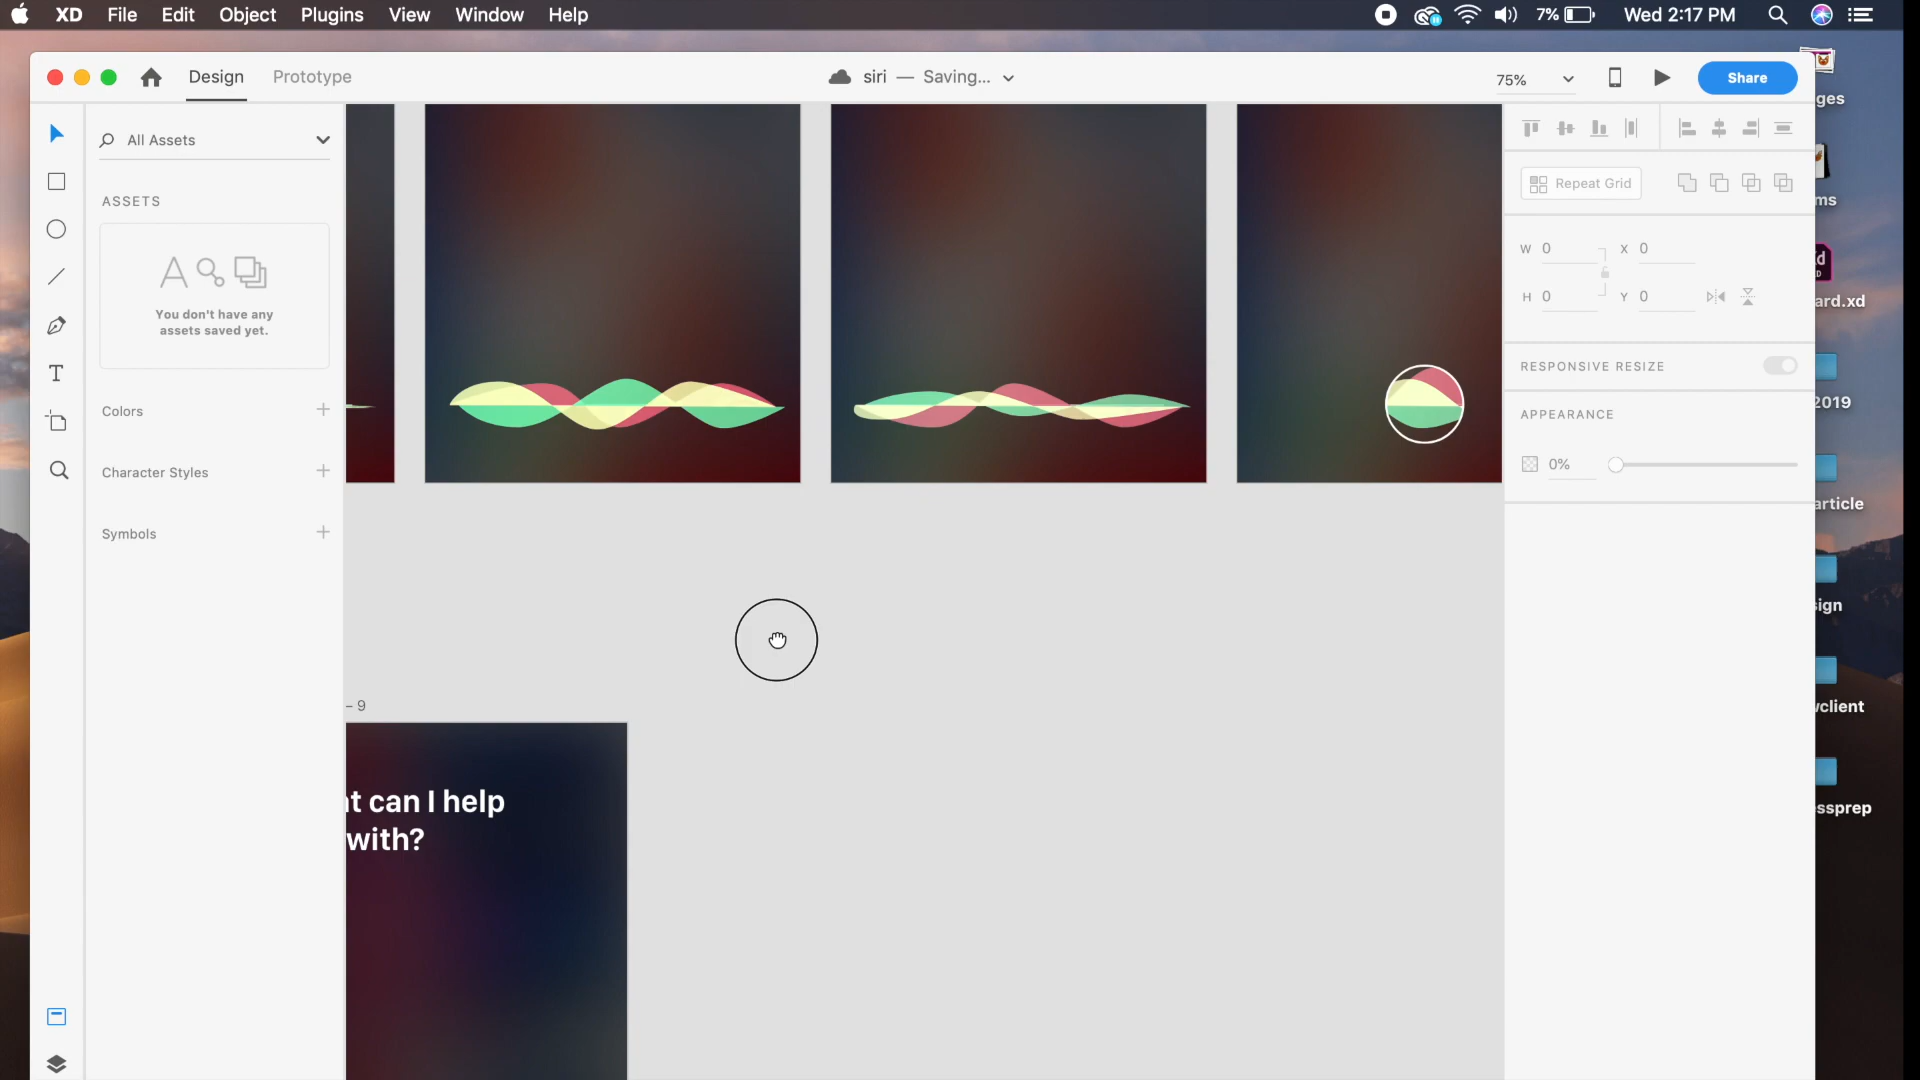 XD File Edit Object Plugins View Window Help
7% Wed 2:17 PM
Design Prototype
siri — Saving...
75%
Share
All Assets
ASSETS
You don't have any
assets saved yet.
Colors
Character Styles
Symbols
Repeat Grid
W 0 X 0
H 0 Y 0
RESPONSIVE RESIZE
APPEARANCE
0%
– 9
t can I help
with?
ges
ms
ard.xd
2019
article
ign
client
ssprep